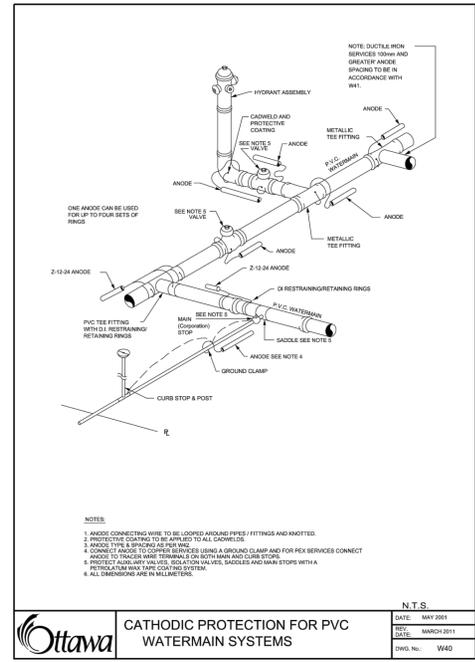 NOTE: DUCTILE IRON
SERVICES 100mm AND
GREATER' ANODE
SPACING TO BE IN
ACCORDANCE WITH
W41.
HYDRANT ASSEMBLY
CADWELD AND
PROTECTIVE
COATING
ANODE
METALLIC
TEE FITTING
SEE NOTE 5
VALVE
ANODE
P.V.C.
WATERMAIN
ANODE
ONE ANODE CAN BE USED
FOR UP TO FOUR SETS OF
RINGS
SEE NOTE 5
VALVE
ANODE
METALLIC
TEE FITTING
ANODE
Z-12-24 ANODE
Z-12-24 ANODE
DI RESTRAINING/RETAINING RINGS
P.V.C. WATERMAIN
SEE NOTE 5
PVC TEE FITTING
WITH D.I. RESTRAINING/
RETAINING RINGS
MAIN
(Corporation)
STOP
SADDLE SEE NOTE 5
ANODE SEE NOTE 4
GROUND CLAMP
CURB STOP & POST
PL
NOTES:
1. ANODE CONNECTING WIRE TO BE LOOPED AROUND PIPES / FITTINGS AND KNOTTED.
2. PROTECTIVE COATING TO BE APPLIED TO ALL CADWELDS.
3. ANODE TYPE & SPACING AS PER W42.
4. CONNECT ANODE TO COPPER SERVICES USING A GROUND CLAMP AND FOR PEX SERVICES CONNECT
ANODE TO TRACER WIRE TERMINALS ON BOTH MAIN AND CURB STOPS.
5. PROTECT AUXILIARY VALVES, ISOLATION VALVES, SADDLES AND MAIN STOPS WITH A
PETROLATUM WAX TAPE COATING SYSTEM.
6. ALL DIMENSIONS ARE IN MILLIMETERS.
N.T.S.
Ottawa
CATHODIC PROTECTION FOR PVC
WATERMAIN SYSTEMS
DATE: MAY 2001
REV.
DATE: MARCH 2011
DWG. No.: W40